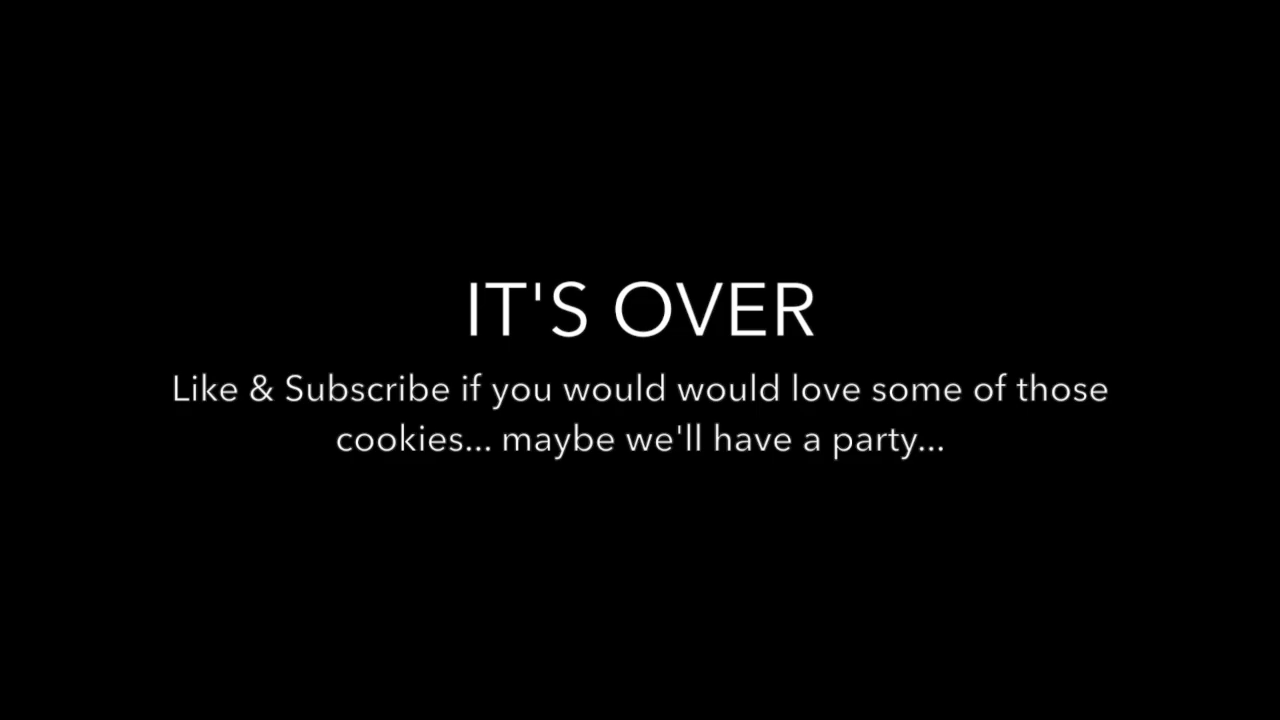 IT'S OVER
Like & Subscribe if you would would love some of those
cookies... maybe we'll have a party...